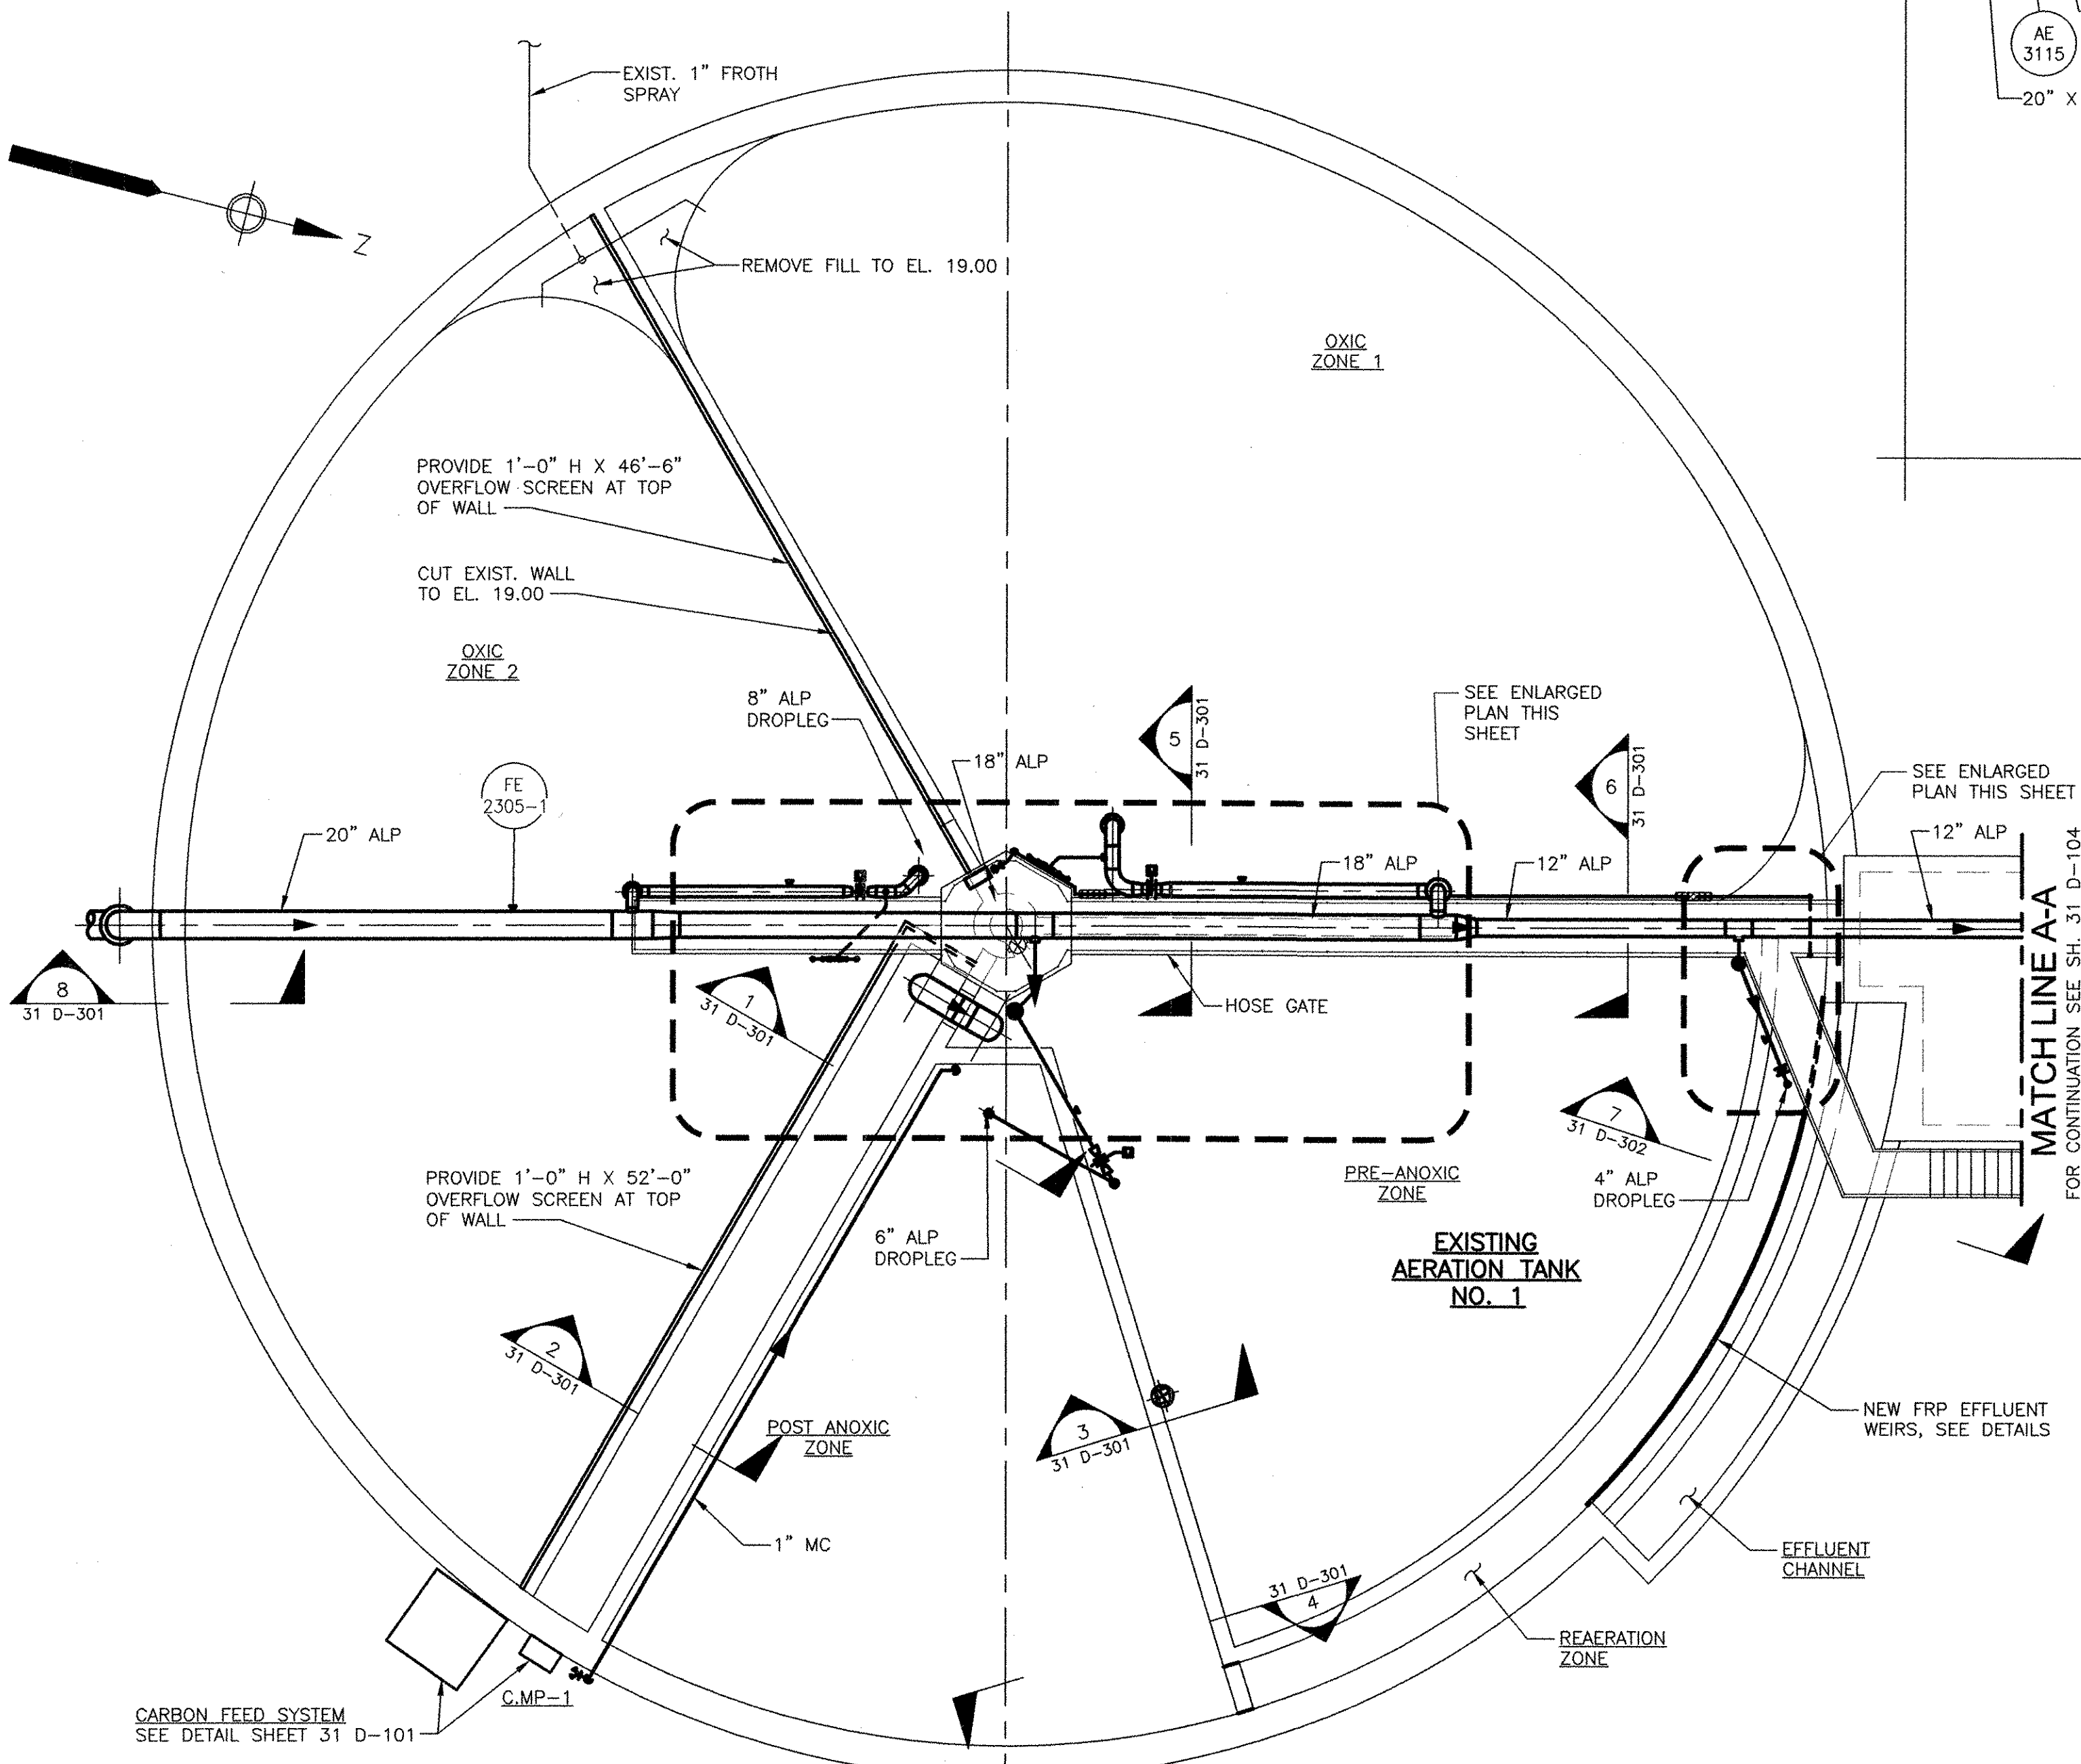 AE
3115
20" X
EXIST. 1" FROTH
SPRAY
Z
REMOVE FILL TO EL. 19.00
OXIC
ZONE 1
PROVIDE 1'-0" H X 46'-6"
OVERFLOW SCREEN AT TOP
OF WALL
CUT EXIST. WALL
TO EL. 19.00
OXIC
ZONE 2
8" ALP
DROPLEG
18" ALP
5
31 D-301
SEE ENLARGED
PLAN THIS
SHEET
6
31 D-301
SEE ENLARGED
PLAN THIS SHEET
FE
2305-1
20" ALP
18" ALP
12" ALP
12" ALP
8
31 D-301
1
31 D-301
HOSE GATE
MATCH LINE A-A
FOR CONTINUATION SEE SH. 31 D-104
7
31 D-302
4" ALP
DROPLEG
PRE-ANOXIC
ZONE
PROVIDE 1'-0" H X 52'-0"
OVERFLOW SCREEN AT TOP
OF WALL
6" ALP
DROPLEG
EXISTING
AERATION TANK
NO. 1
2
31 D-301
POST ANOXIC
ZONE
3
31 D-301
NEW FRP EFFLUENT
WEIRS, SEE DETAILS
1" MC
EFFLUENT
CHANNEL
31 D-301
4
REAERATION
ZONE
C.MP-1
CARBON FEED SYSTEM
SEE DETAIL SHEET 31 D-101